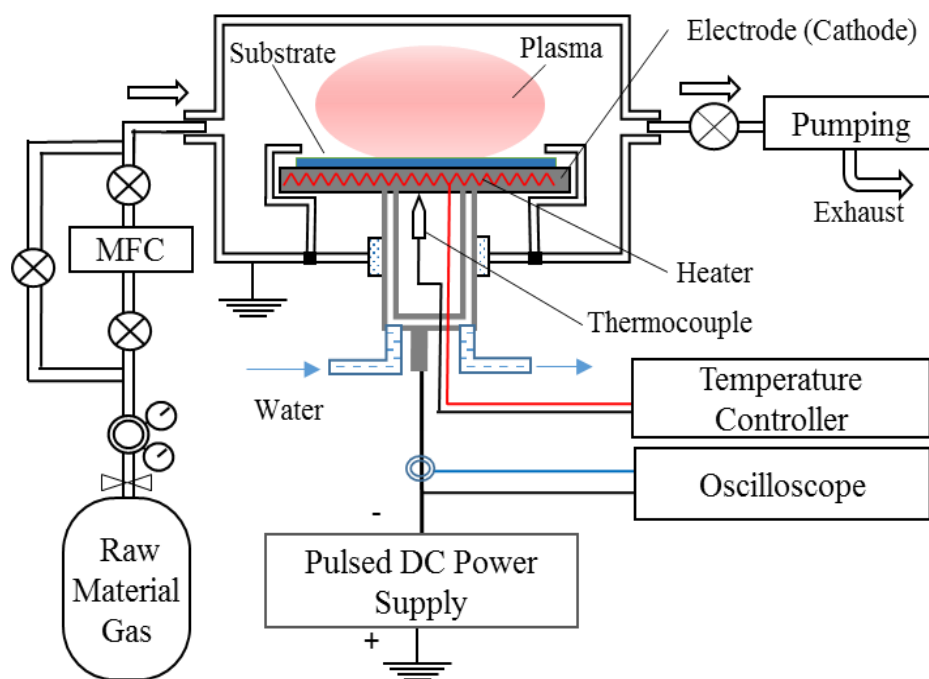 Electrode (Cathode)
Substrate
Plasma
Pumping
Exhaust
MFC
Heater
Thermocouple
Water
Temperature
Controller
Oscilloscope
-
Pulsed DC Power
Supply
+
Raw
Material
Gas